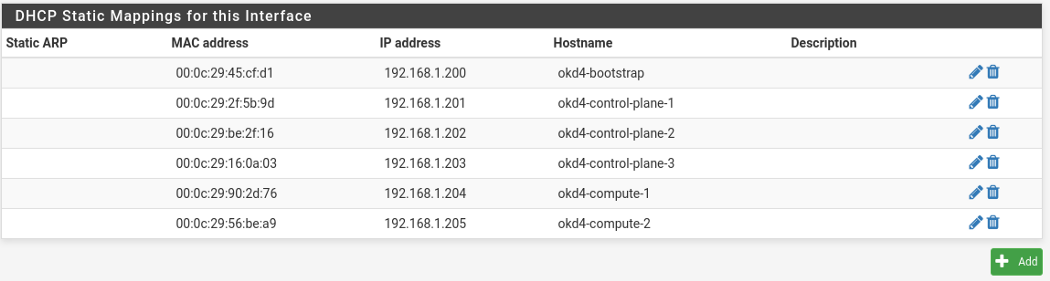 DHCP Static Mappings for this Interface
Static ARP MAC address IP address Hostname Description
00:0c:29:45:cf:d1 192.168.1.200 okd4-bootstrap
00:0c:29:2f:5b:9d 192.168.1.201 okd4-control-plane-1
00:0c:29:be:2f:16 192.168.1.202 okd4-control-plane-2
00:0c:29:16:0a:03 192.168.1.203 okd4-control-plane-3
00:0c:29:90:2d:76 192.168.1.204 okd4-compute-1
00:0c:29:56:be:a9 192.168.1.205 okd4-compute-2
Add